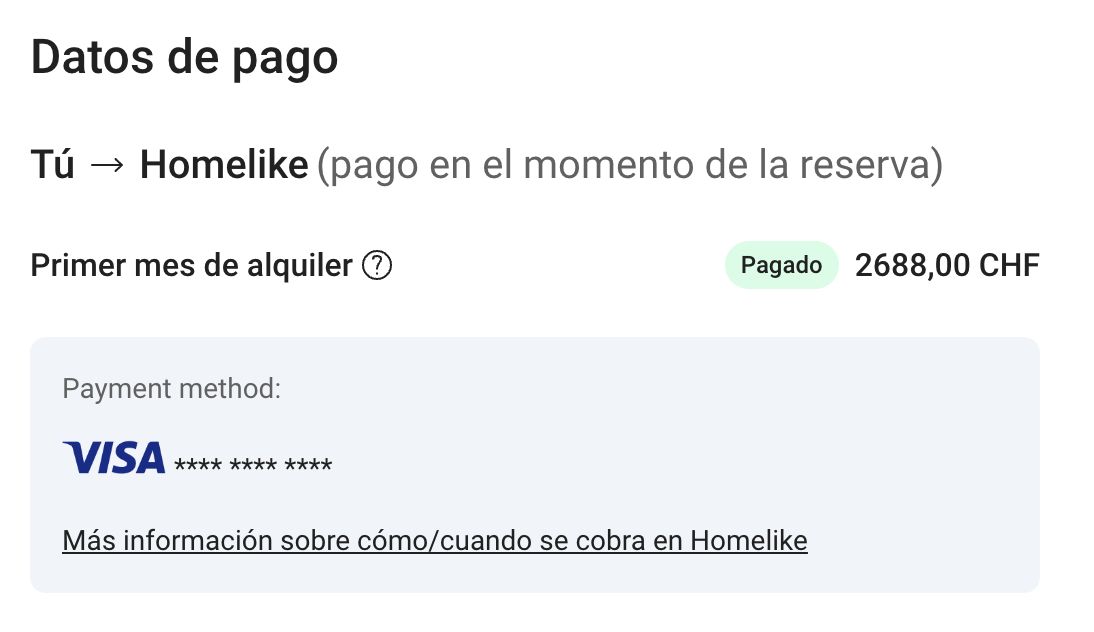 Datos de pago
Tú → Homelike (pago en el momento de la reserva)
Primer mes de alquiler ? Pagado 2688,00 CHF
Payment method:
VISA **** **** ****
Más información sobre cómo/cuando se cobra en Homelike